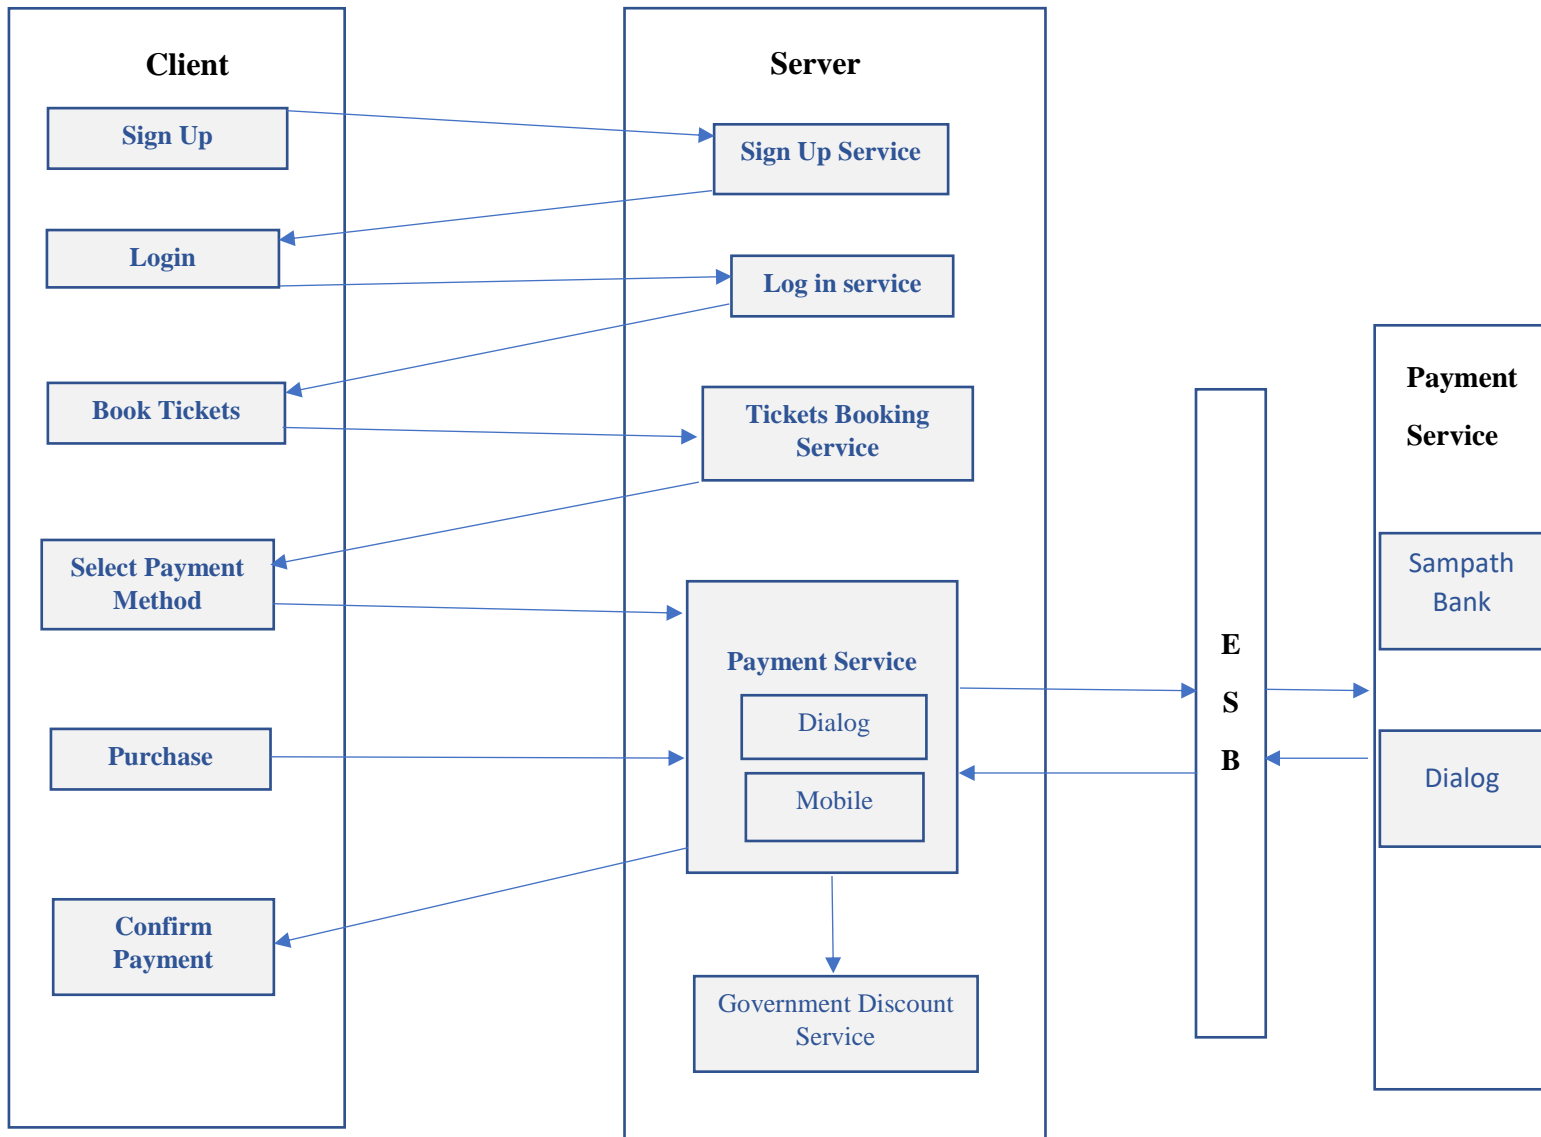 Client
Sign Up
Login
Book Tickets
Select Payment
Method
Purchase
Confirm
Payment
Server
Sign Up Service
Log in service
Tickets Booking
Service
Payment Service
Dialog
Mobile
Government Discount
Service
E
S
B
Payment
Service
Sampath
Bank
Dialog